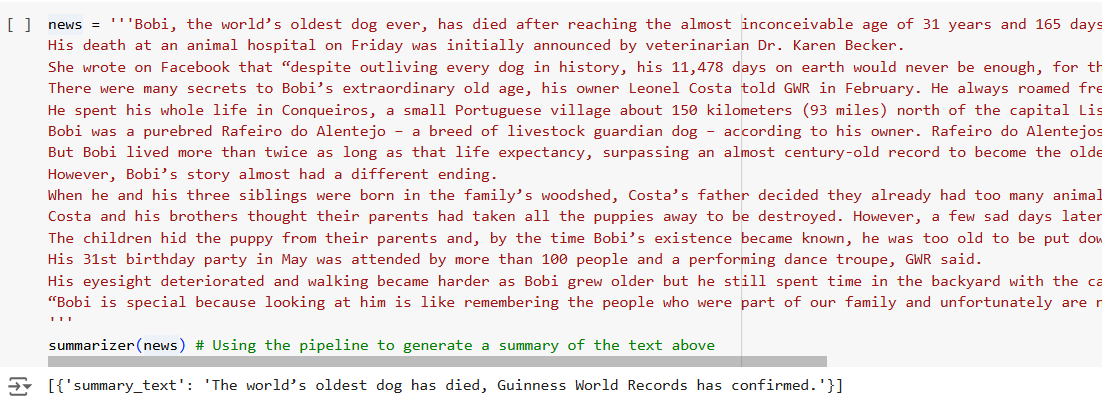 [ ] news = '''Bobi, the world’s oldest dog ever, has died after reaching the almost inconceivable age of 31 years and 165 days
His death at an animal hospital on Friday was initially announced by veterinarian Dr. Karen Becker.
She wrote on Facebook that “despite outliving every dog in history, his 11,478 days on earth would never be enough, for th
There were many secrets to Bobi’s extraordinary old age, his owner Leonel Costa told GWR in February. He always roamed fre
He spent his whole life in Conqueiros, a small Portuguese village about 150 kilometers (93 miles) north of the capital Lis
Bobi was a purebred Rafeiro do Alentejo – a breed of livestock guardian dog – according to his owner. Rafeiro do Alentejos
But Bobi lived more than twice as long as that life expectancy, surpassing an almost century-old record to become the olde
However, Bobi’s story almost had a different ending.
When he and his three siblings were born in the family’s woodshed, Costa’s father decided they already had too many animal
Costa and his brothers thought their parents had taken all the puppies away to be destroyed. However, a few sad days later
The children hid the puppy from their parents and, by the time Bobi’s existence became known, he was too old to be put dow
His 31st birthday party in May was attended by more than 100 people and a performing dance troupe, GWR said.
His eyesight deteriorated and walking became harder as Bobi grew older but he still spent time in the backyard with the ca
“Bobi is special because looking at him is like remembering the people who were part of our family and unfortunately are n
'''
summarizer(news) # Using the pipeline to generate a summary of the text above
[{'summary_text': 'The world’s oldest dog has died, Guinness World Records has confirmed.'}]